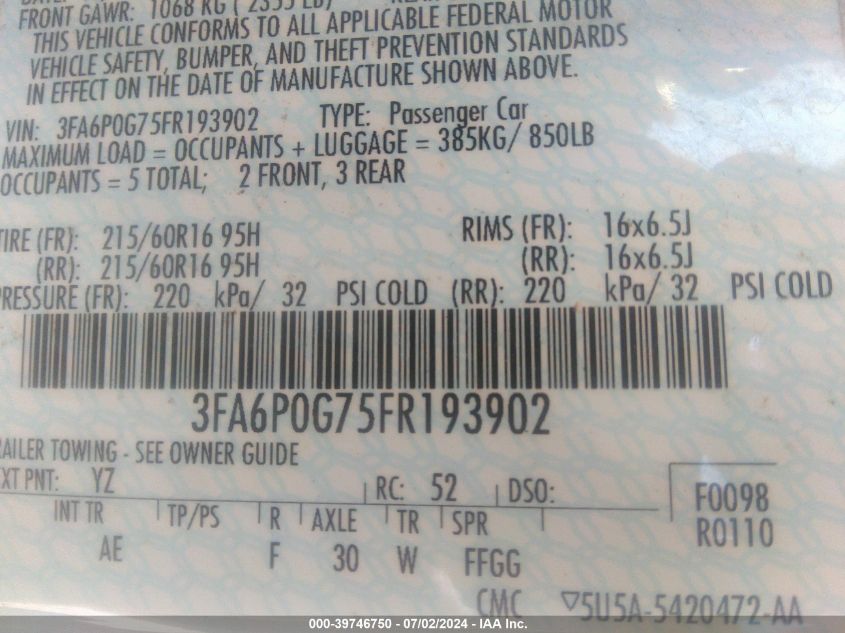 FRONT GAWR: 1068 KG ( 2355 LB)
THIS VEHICLE CONFORMS TO ALL APPLICABLE FEDERAL MOTOR
VEHICLE SAFETY, BUMPER, AND THEFT PREVENTION STANDARDS
IN EFFECT ON THE DATE OF MANUFACTURE SHOWN ABOVE.
VIN: 3FA6P0G75FR193902 TYPE: Passenger Car
MAXIMUM LOAD = OCCUPANTS + LUGGAGE = 385KG/ 850LB
OCCUPANTS = 5 TOTAL; 2 FRONT, 3 REAR
TIRE (FR): 215/60R16 95H RIMS (FR): 16x6.5J
(RR): 215/60R16 95H (RR): 16x6.5J
PRESSURE (FR): 220 kPa/ 32 PSI COLD (RR): 220 kPa/ 32 PSI COLD
3FA6P0G75FR193902
RAILER TOWING - SEE OWNER GUIDE
EXT PNT: YZ RC: 52 DSO:
F0098
INT TR TP/PS R AXLE TR SPR
R0110
AE F 30 W FFGG
CMC ▽5U5A-5420472-AA
000-39746750 - 07/02/2024 - IAA Inc.